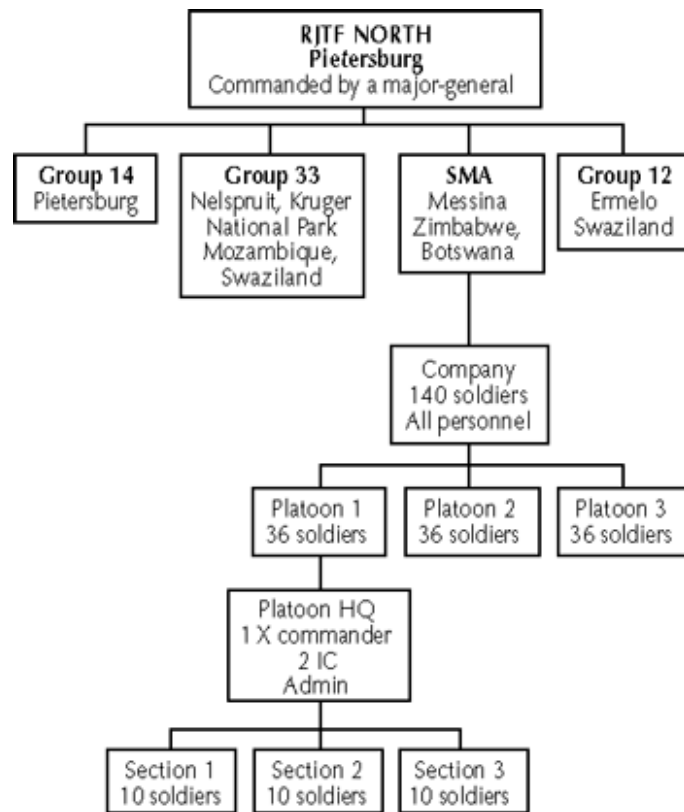 RJTF NORTH
Pietersburg
Commanded by a major-general
Group 14
Pietersburg
Group 33
Nelspruit, Kruger
National Park
Mozambique,
Swaziland
SMA
Messina
Zimbabwe,
Botswana
Group 12
Ermelo
Swaziland
Company
140 soldiers
All personnel
Platoon 1
36 soldiers
Platoon 2
36 soldiers
Platoon 3
36 soldiers
Platoon HQ
1 X commander
2 IC
Admin
Section 1
10 soldiers
Section 2
10 soldiers
Section 3
10 soldiers